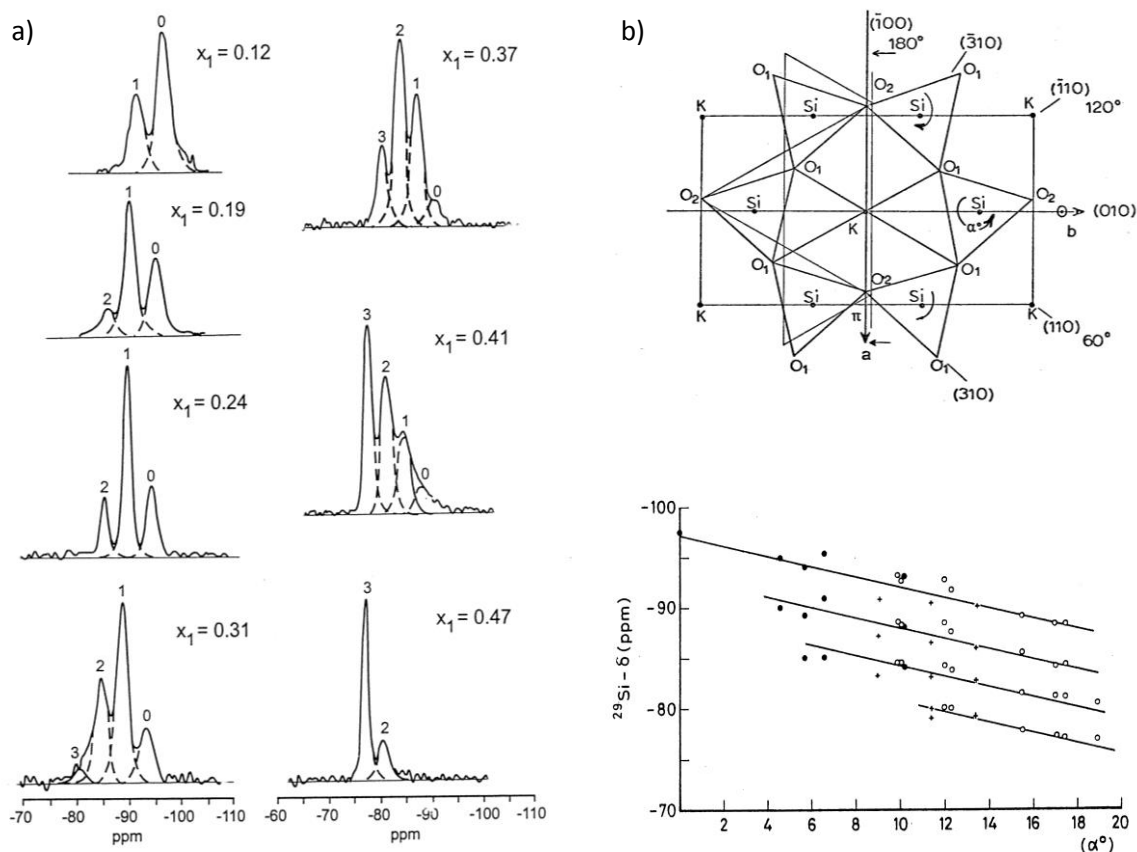 a)
0
1
x₁ = 0.12
1
0
2
x₁ = 0.19
1
2
0
x₁ = 0.24
1
2
0
3
x₁ = 0.31
-70 -80 -90 -100 -110
ppm
2
1
3
0
x₁ = 0.37
3
2
1
0
x₁ = 0.41
3
2
x₁ = 0.47
-60 -70 -80 -90 -100 -110
ppm
b)
(1̄00)
180°
(3̄10)
O₁
O₁
O₂
K
Si
Si
K
(1̄10)
120°
O₁
O₁
O₂
Si
Si
O₂
(010)
α°
b
K
O₁
O₁
O₂
K
Si
Si
K
(110)
60°
π
a
O₁
O₁
(310)
-100
-90
-80
-70
²⁹Si - δ (ppm)
4 6 8 10 12 14 16 18 20
(α°)